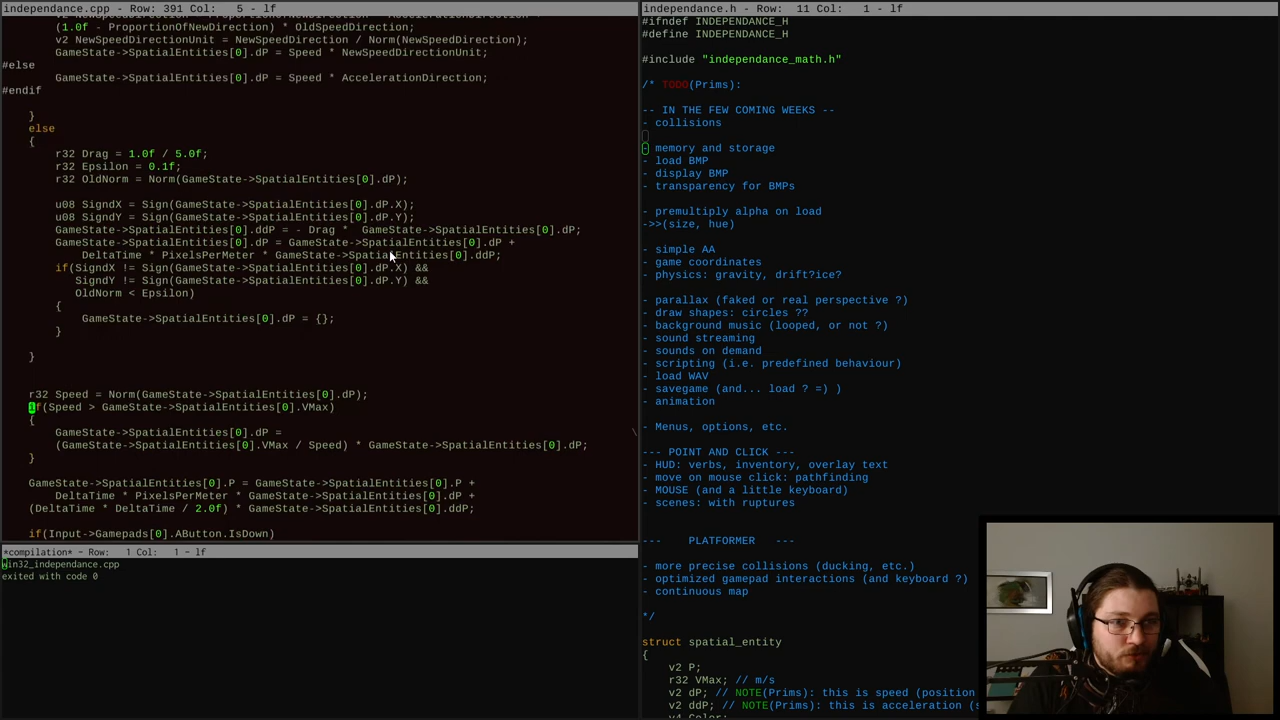 independance.cpp - Row: 391 Col: 5 - lf
(1.0f - ProportionOfNewDirection) * OldSpeedDirection;
v2 NewSpeedDirectionUnit = NewSpeedDirection / Norm(NewSpeedDirection);
GameState->SpatialEntities[0].dP = Speed * NewSpeedDirectionUnit;
#else
GameState->SpatialEntities[0].dP = Speed * AccelerationDirection;
#endif
}
else
{
r32 Drag = 1.0f / 5.0f;
r32 Epsilon = 0.1f;
r32 OldNorm = Norm(GameState->SpatialEntities[0].dP);
u08 SigndX = Sign(GameState->SpatialEntities[0].dP.X);
u08 SigndY = Sign(GameState->SpatialEntities[0].dP.Y);
GameState->SpatialEntities[0].ddP = - Drag *  GameState->SpatialEntities[0].dP;
GameState->SpatialEntities[0].dP = GameState->SpatialEntities[0].dP +
DeltaTime * PixelsPerMeter * GameState->SpatialEntities[0].ddP;
if(SigndX != Sign(GameState->SpatialEntities[0].dP.X) &&
SigndY != Sign(GameState->SpatialEntities[0].dP.Y) &&
OldNorm < Epsilon)
{
GameState->SpatialEntities[0].dP = {};
}
}
r32 Speed = Norm(GameState->SpatialEntities[0].dP);
if(Speed > GameState->SpatialEntities[0].VMax)
{
GameState->SpatialEntities[0].dP = \
(GameState->SpatialEntities[0].VMax / Speed) * GameState->SpatialEntities[0].dP;
}
GameState->SpatialEntities[0].P = GameState->SpatialEntities[0].P +
DeltaTime * PixelsPerMeter * GameState->SpatialEntities[0].dP +
(DeltaTime * DeltaTime / 2.0f) * GameState->SpatialEntities[0].ddP;
if(Input->Gamepads[0].AButton.IsDown)
*compilation* - Row: 1 Col: 1 - lf
win32_independance.cpp
exited with code 0
independance.h - Row: 11 Col: 1 - lf
#ifndef INDEPENDANCE_H
#define INDEPENDANCE_H
#include "independance_math.h"
/* TODO(Prims):
-- IN THE FEW COMING WEEKS --
- collisions
- memory and storage
- load BMP
- display BMP
- transparency for BMPs
- premultiply alpha on load
->>(size, hue)
- simple AA
- game coordinates
- physics: gravity, drift?ice?
- parallax (faked or real perspective ?)
- draw shapes: circles ??
- background music (looped, or not ?)
- sound streaming
- sounds on demand
- scripting (i.e. predefined behaviour)
- load WAV
- savegame (and... load ? =) )
- animation
- Menus, options, etc.
--- POINT AND CLICK ---
- HUD: verbs, inventory, overlay text
- move on mouse click: pathfinding
- MOUSE (and a little keyboard)
- scenes: with ruptures
--- PLATFORMER ---
- more precise collisions (ducking, etc.)
- optimized gamepad interactions (and keyboard ?)
- continuous map
*/
struct spatial_entity
{
v2 P;
r32 VMax; // m/s
v2 dP; // NOTE(Prims): this is speed (position
v2 ddP; // NOTE(Prims): this is acceleration (s
v4 Color;